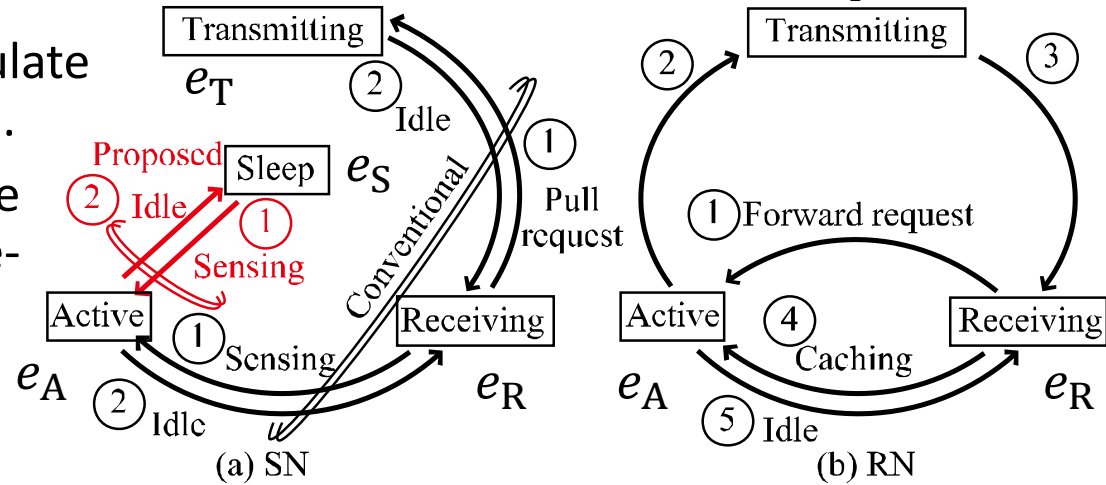 ulate
.
e
e-
Transmitting
e_T
② Idle
① Pull request
Proposed
Sleep
e_S
② Idle
① Sensing
Conventional
Active
e_A
① Sensing
② Idle
Receiving
e_R
(a) SN
Transmitting
②
③
① Forward request
Active
e_A
④ Caching
⑤ Idle
Receiving
e_R
(b) RN